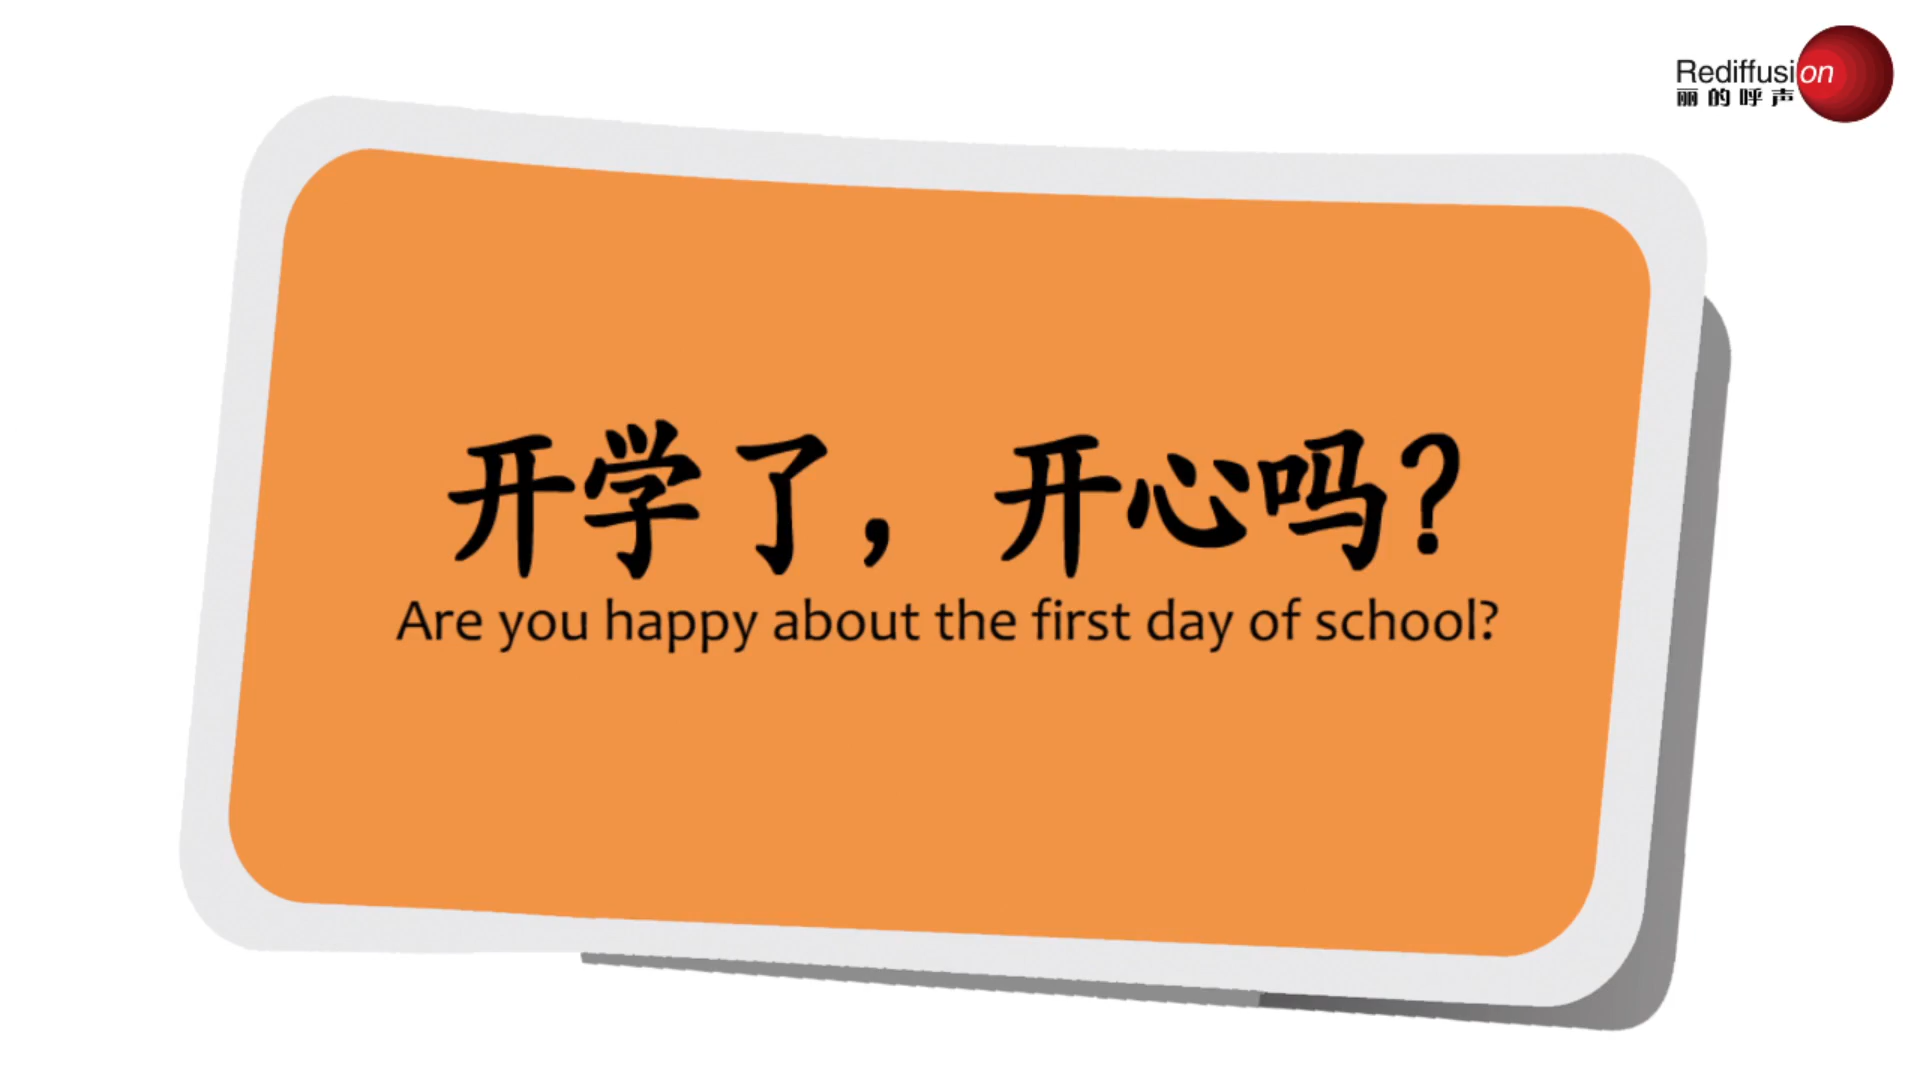 Rediffusion
丽的呼声
开学了，开心吗？
Are you happy about the first day of school?